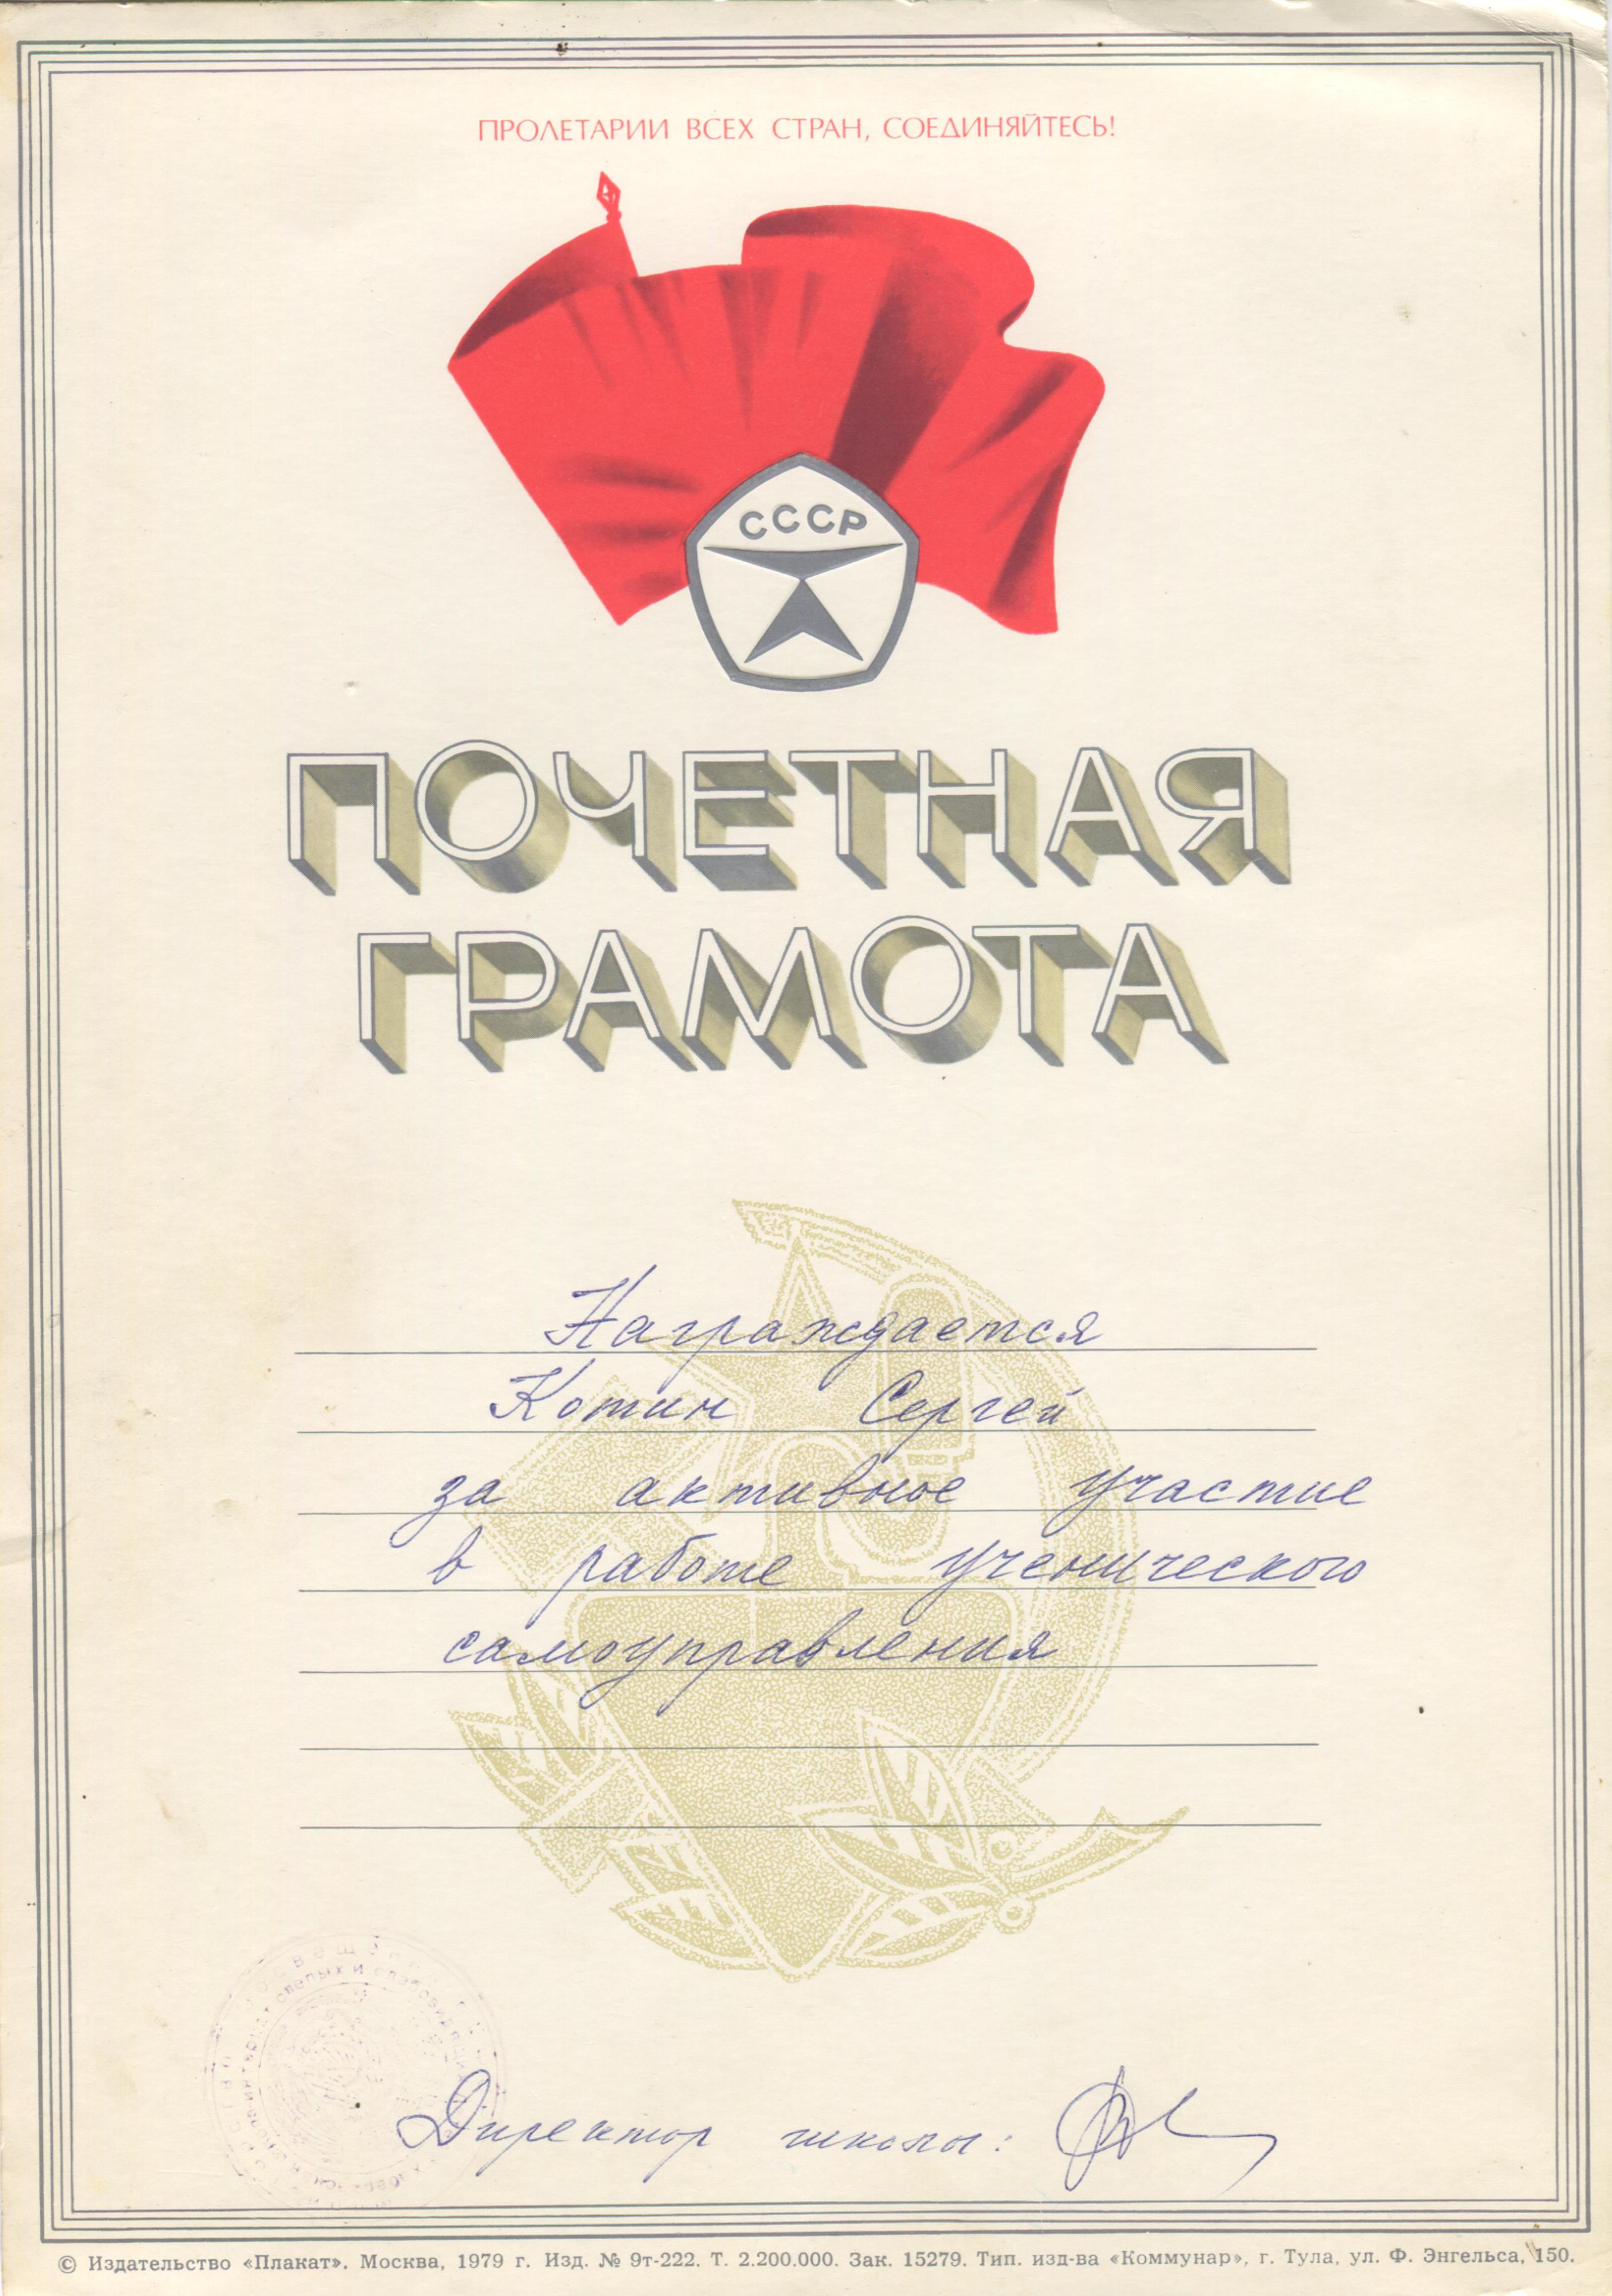 ПРОЛЕТАРИИ ВСЕХ СТРАН, СОЕДИНЯЙТЕСЬ!
СССР
ПОЧЕТНАЯ
ГРАМОТА
Награждается
Котин Сергей
за активное участие
в работе ученического
самоуправления
слепых и
Директор школы:
© Издательство «Плакат». Москва, 1979 г. Изд. № 9т-222. Т. 2.200.000. Зак. 15279. Тип. изд-ва «Коммунар», г. Тула, ул. Ф. Энгельса, 150.